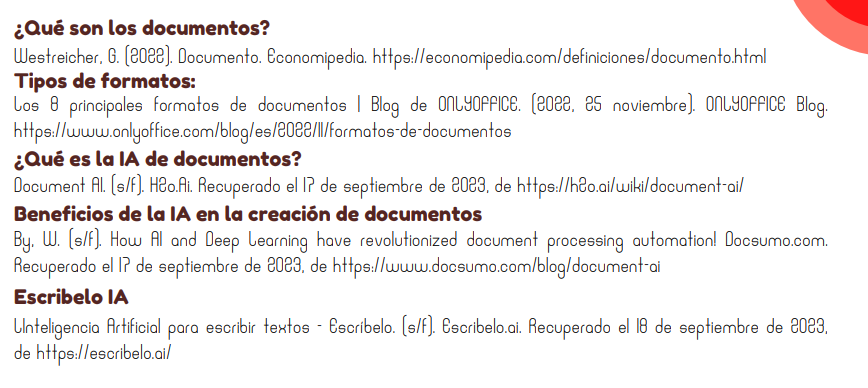 ¿Qué son los documentos?
Westreicher, G. (2022). Documento. Economipedia. https://economipedia.com/definiciones/documento.html
Tipos de formatos:
Los 8 principales formatos de documentos | Blog de ONLYOFFICE. (2022, 25 noviembre). ONLYOFFICE Blog.
https://www.onlyoffice.com/blog/es/2022/11/formatos-de-documentos
¿Qué es la IA de documentos?
Document AI. (s/f). H2o.Ai. Recuperado el 17 de septiembre de 2023, de https://h2o.ai/wiki/document-ai/
Beneficios de la IA en la creación de documentos
By, W. (s/f). How AI and Deep Learning have revolutionized document processing automation! Docsumo.com.
Recuperado el 17 de septiembre de 2023, de https://www.docsumo.com/blog/document-ai
Escribelo IA
UInteligencia Artificial para escribir textos - Escríbelo. (s/f). Escribelo.ai. Recuperado el 18 de septiembre de 2023,
de https://escribelo.ai/